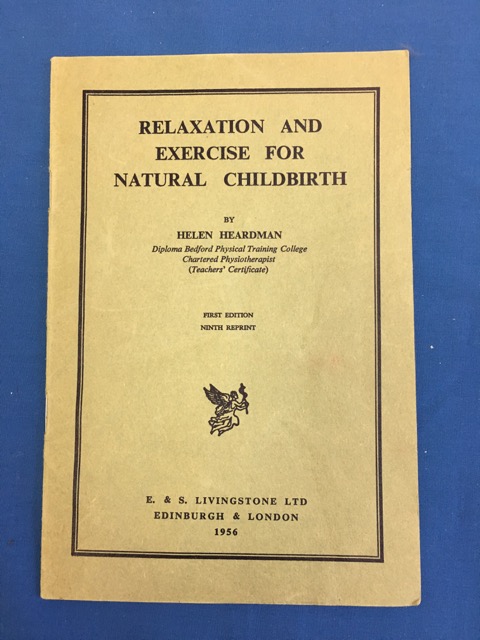 RELAXATION AND
EXERCISE FOR
NATURAL CHILDBIRTH
BY
HELEN HEARDMAN
Diploma Bedford Physical Training College
Chartered Physiotherapist
(Teachers' Certificate)
FIRST EDITION
NINTH REPRINT
E. & S. LIVINGSTONE LTD
EDINBURGH & LONDON
1956